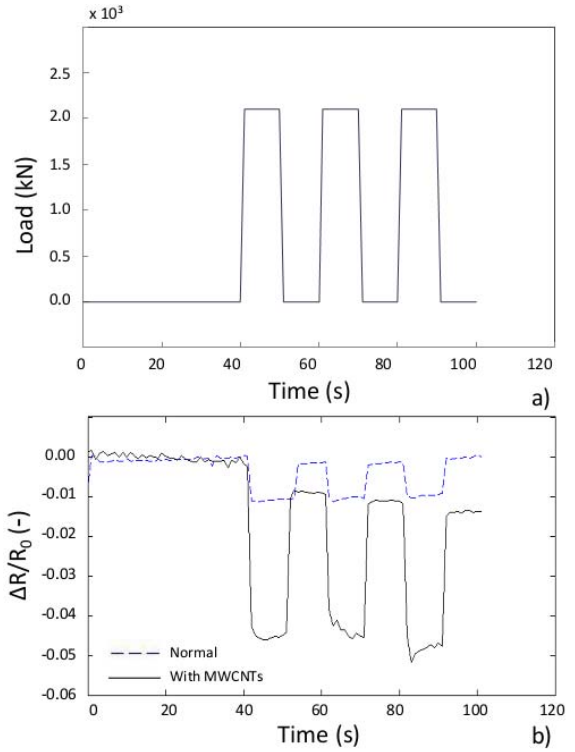 x 10³
2.5
2.0
1.5
1.0
0.5
0.0
Load (kN)
0 20 40 60 80 100 120
Time (s)
a)
0.00
-0.01
-0.02
-0.03
-0.04
-0.05
-0.06
ΔR/R₀ (-)
Normal
With MWCNTs
0 20 40 60 80 100 120
Time (s)
b)